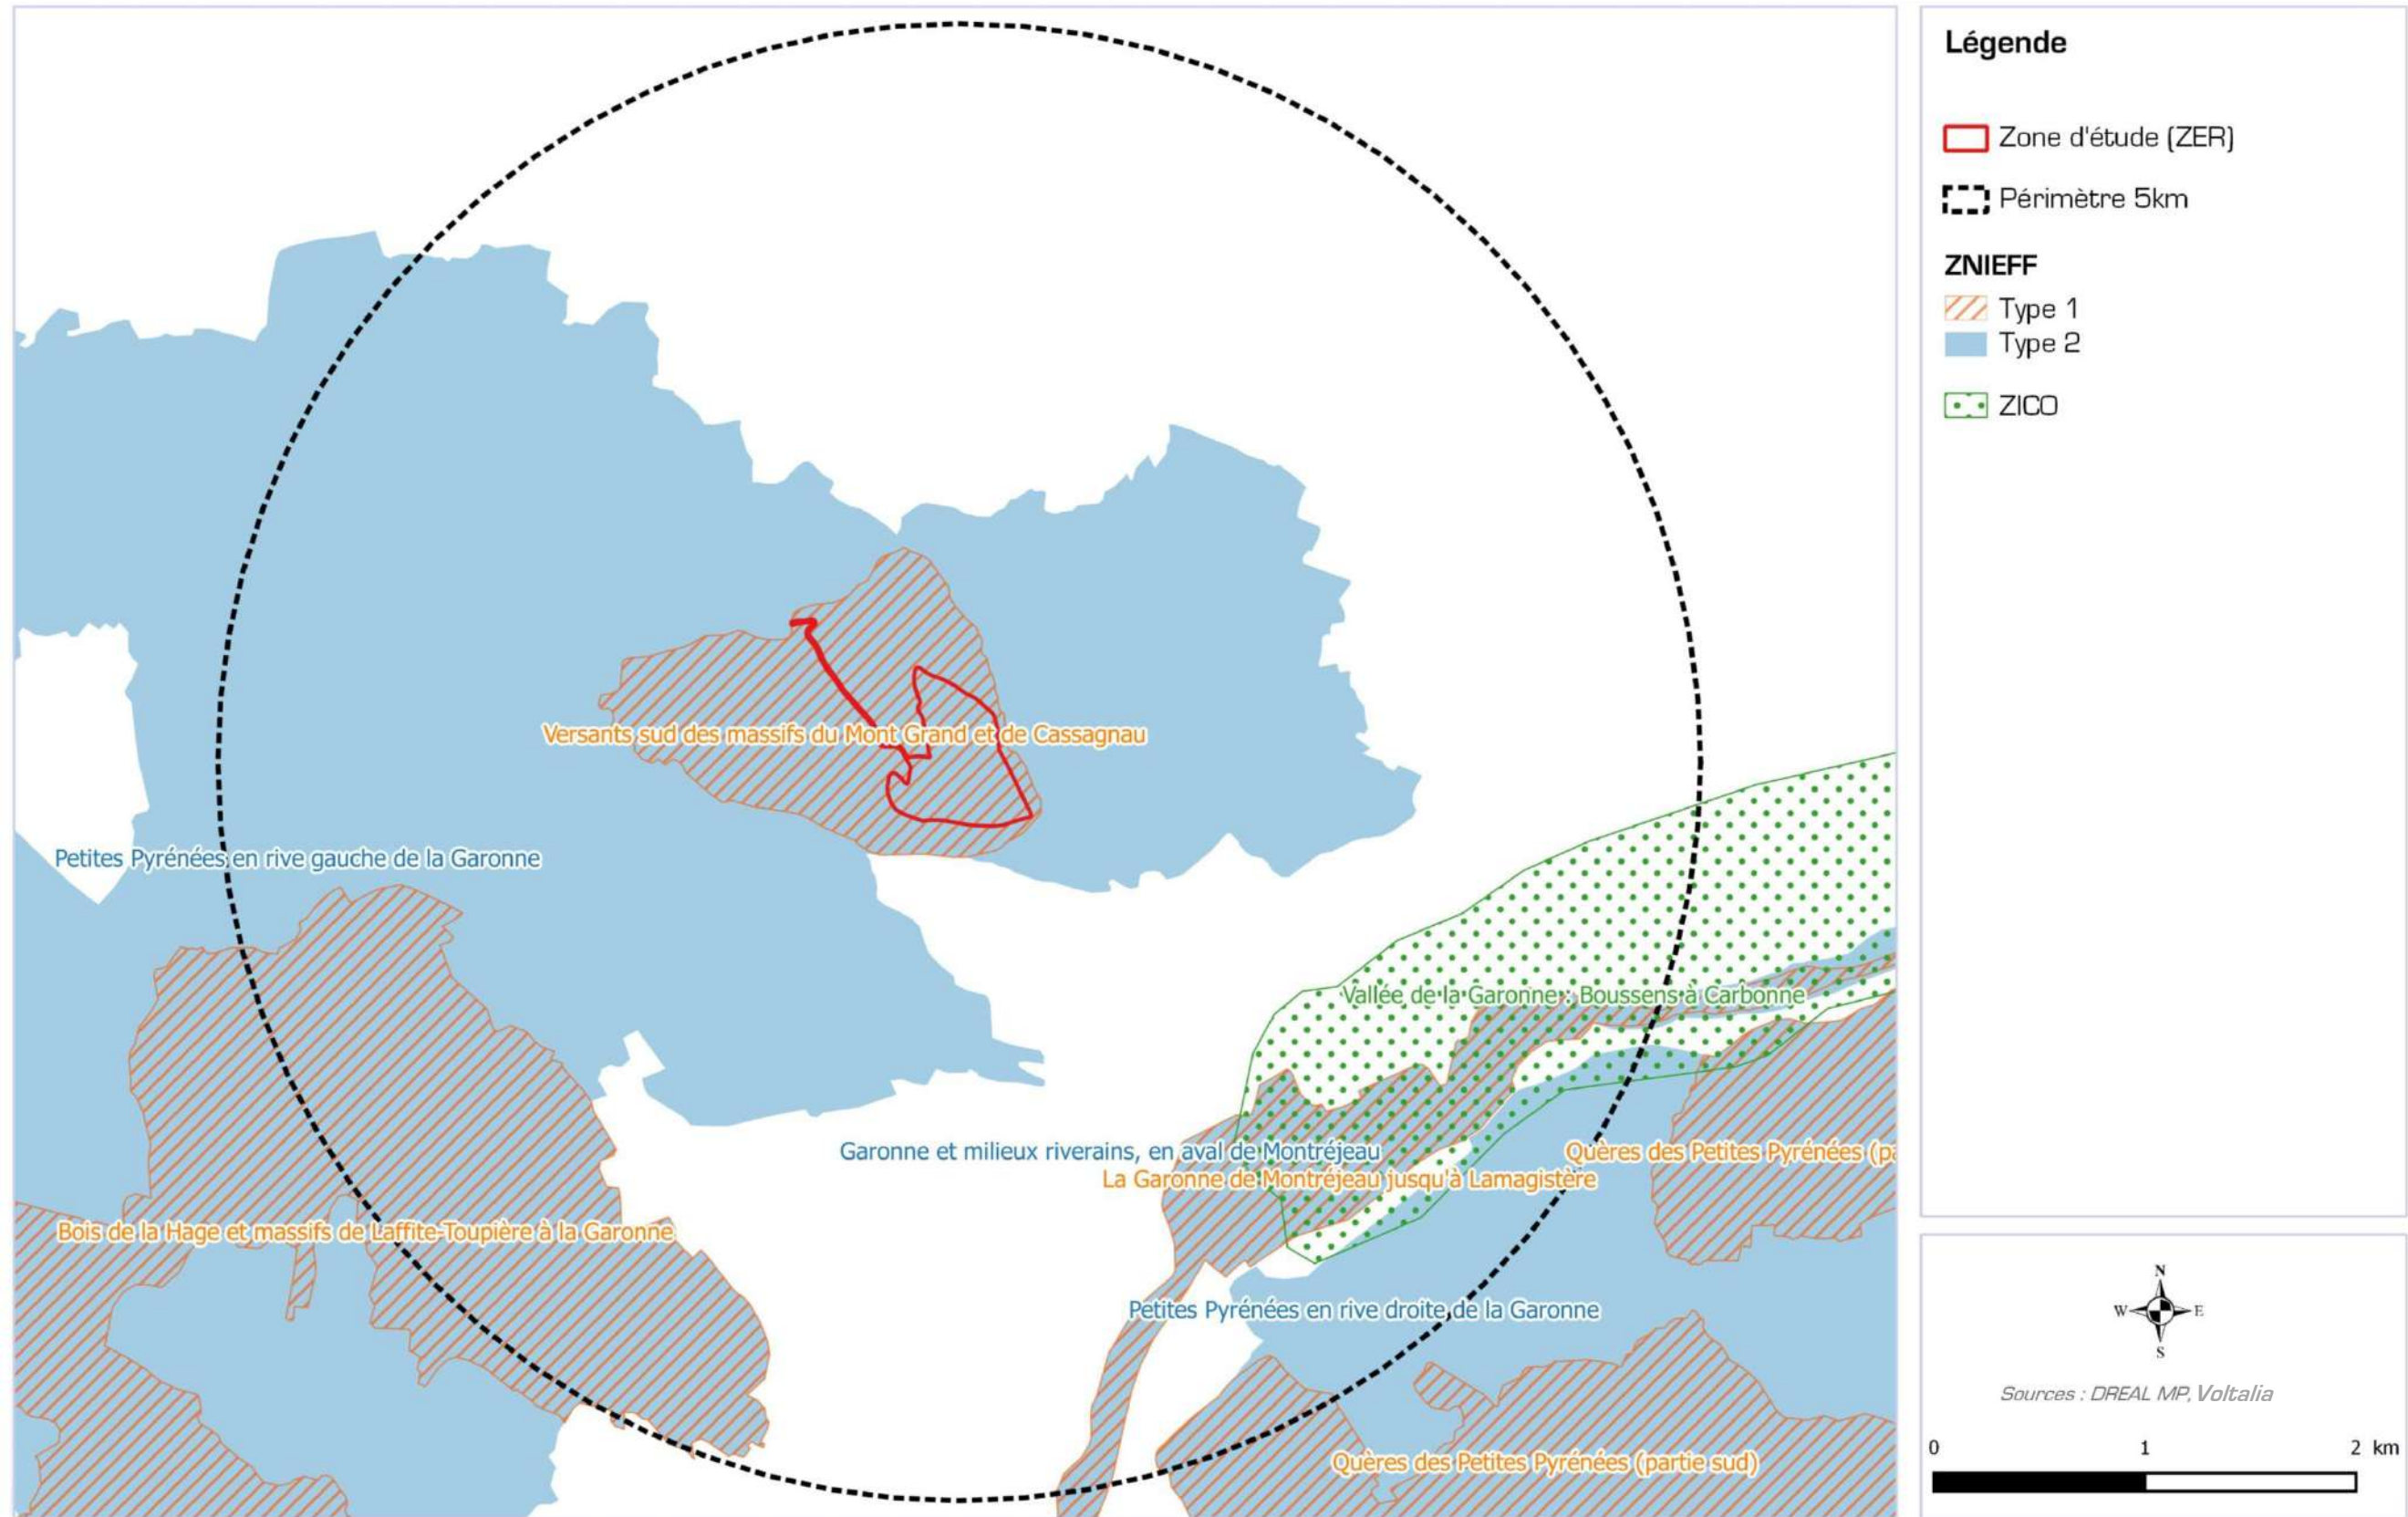 Versants sud des massifs du Mont Grand et de Cassagnau
Petites Pyrénées en rive gauche de la Garonne
Vallée de la Garonne : Boussens à Carbonne
Garonne et milieux riverains, en aval de Montréjeau
Quères des Petites Pyrénées (pa
La Garonne de Montréjeau jusqu'à Lamagistère
Bois de la Hage et massifs de Laffite-Toupière à la Garonne
Petites Pyrénées en rive droite de la Garonne
Quères des Petites Pyrénées (partie sud)
Légende
Zone d'étude (ZER)
Périmètre 5km
ZNIEFF
Type 1
Type 2
ZICO
N
W E
S
Sources : DREAL MP, Voltalia
0 1 2 km